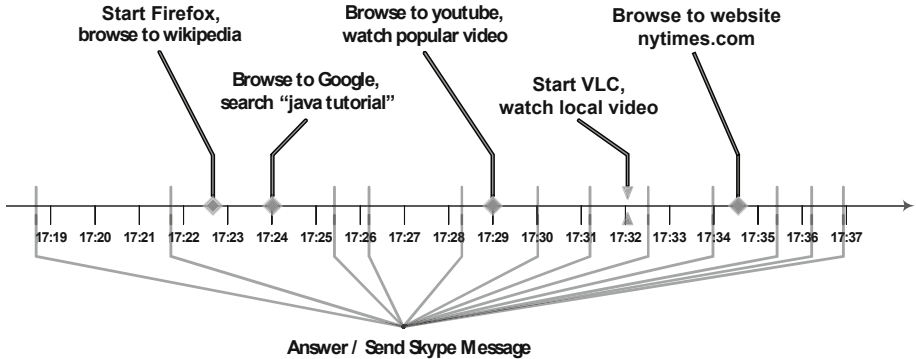 Start Firefox,
browse to wikipedia
Browse to Google,
search “java tutorial”
Browse to youtube,
watch popular video
Start VLC,
watch local video
Browse to website
nytimes.com
17:19 17:20 17:21 17:22 17:23 17:24 17:25 17:26 17:27 17:28 17:29 17:30 17:31 17:32 17:33 17:34 17:35 17:36 17:37
Answer / Send Skype Message